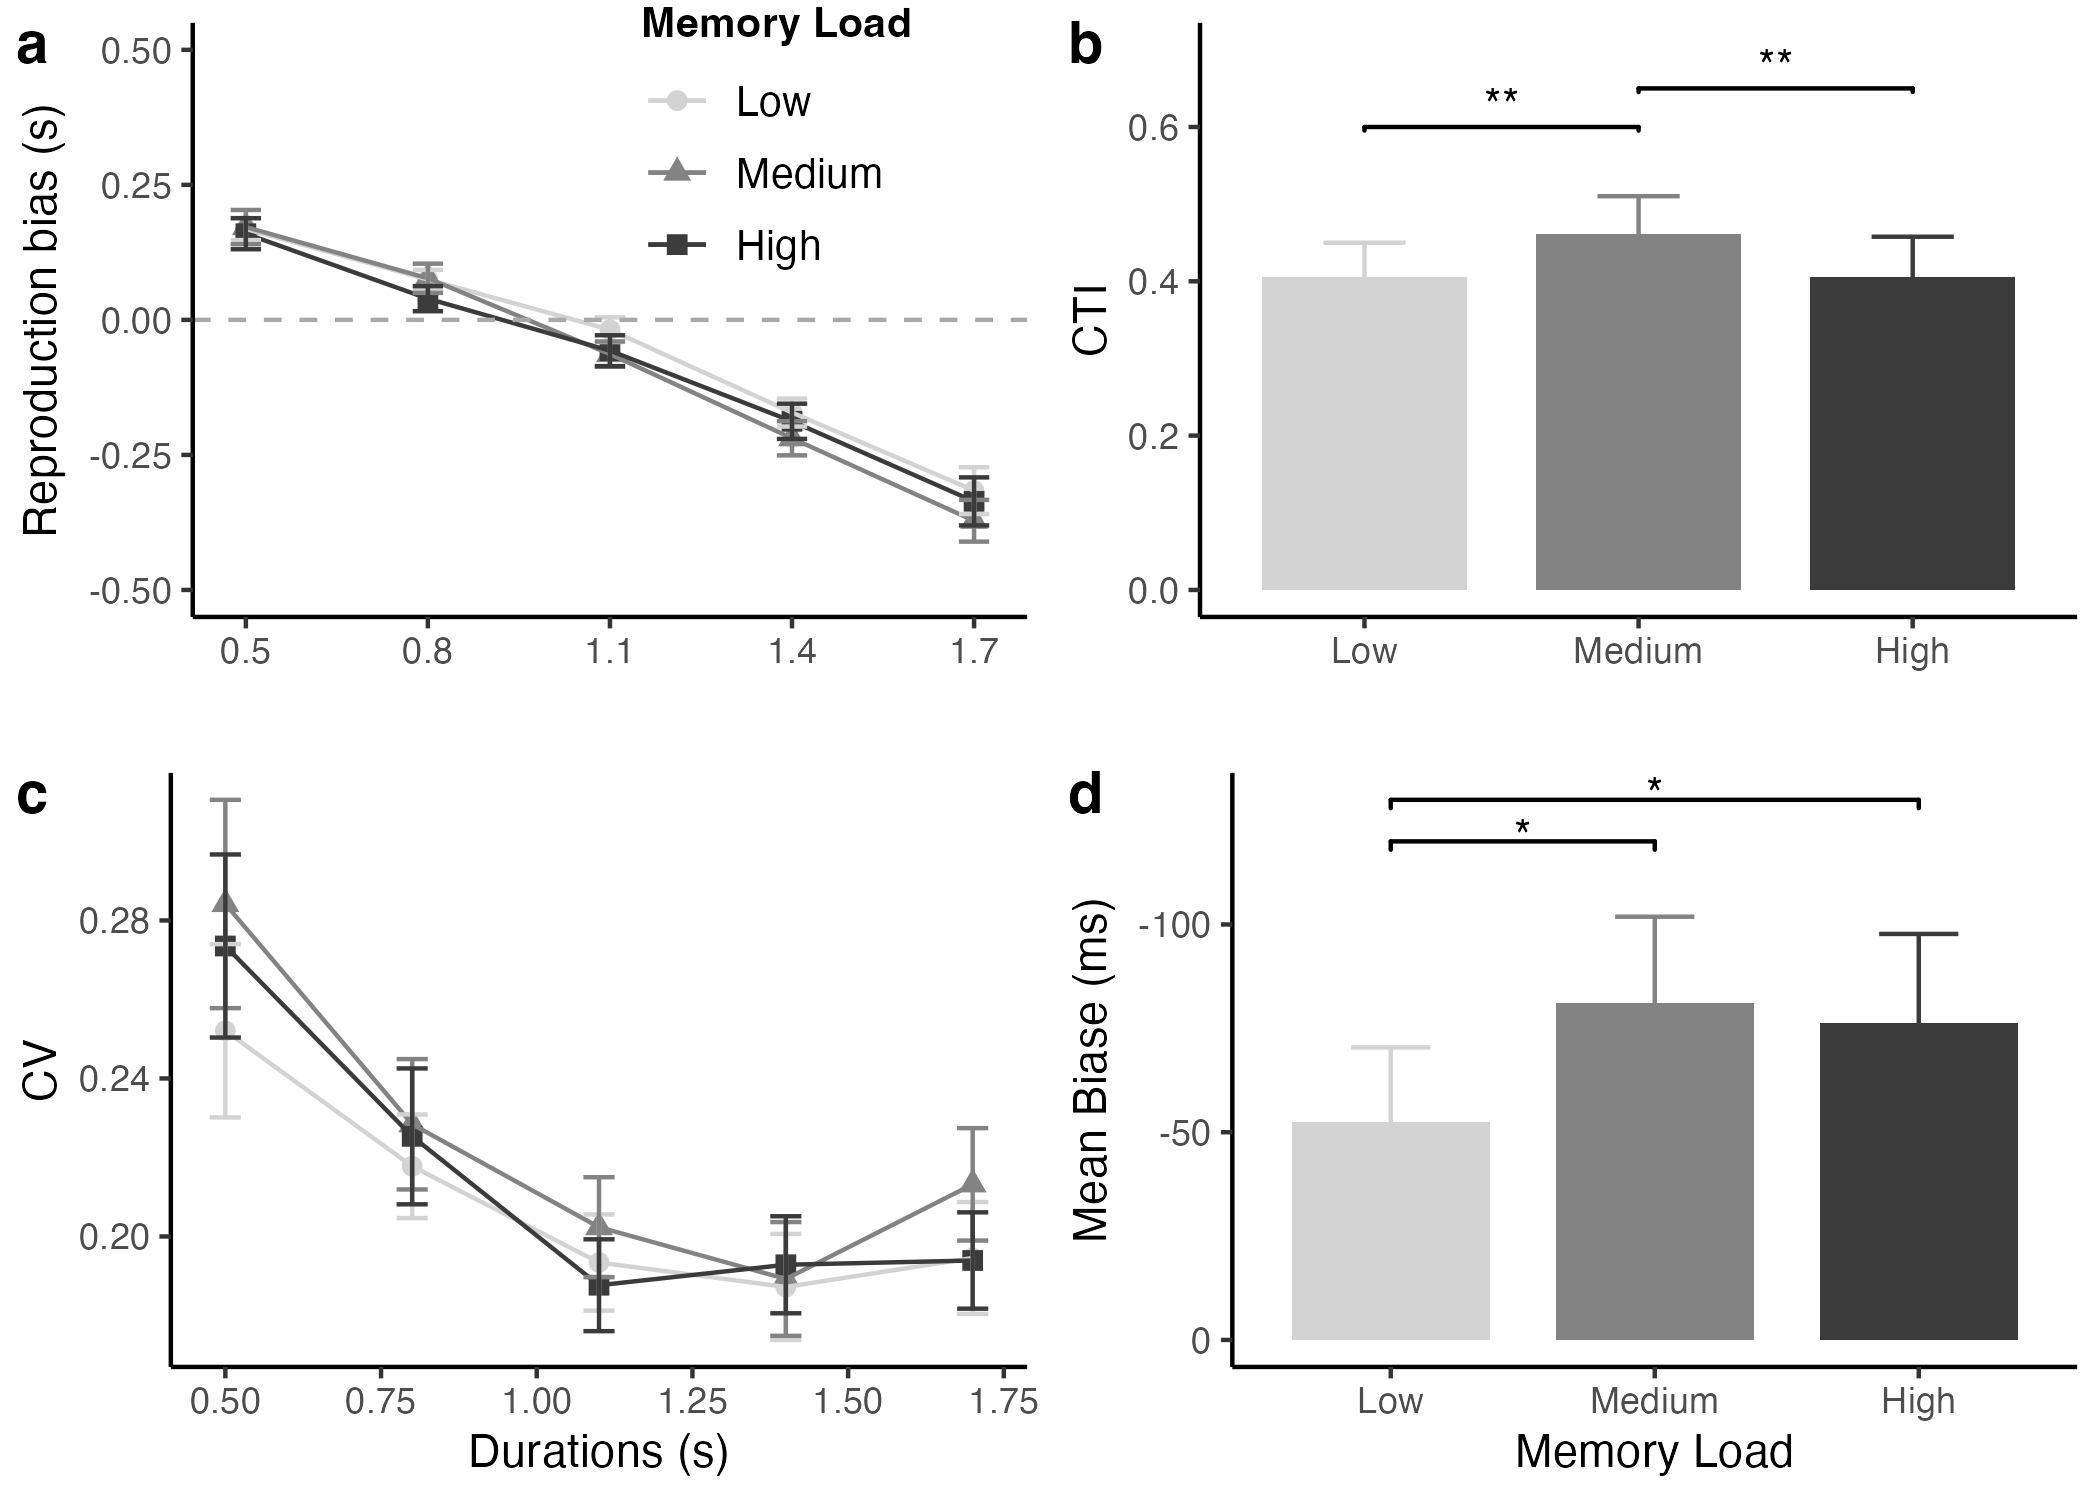 a
Memory Load
Low
Medium
High
Reproduction bias (s)
0.50
0.25
0.00
-0.25
-0.50
0.5 0.8 1.1 1.4 1.7
b
**
**
CTI
0.6
0.4
0.2
0.0
Low Medium High
c
CV
0.28
0.24
0.20
0.50 0.75 1.00 1.25 1.50 1.75
Durations (s)
d
*
*
Mean Biase (ms)
-100
-50
0
Low Medium High
Memory Load